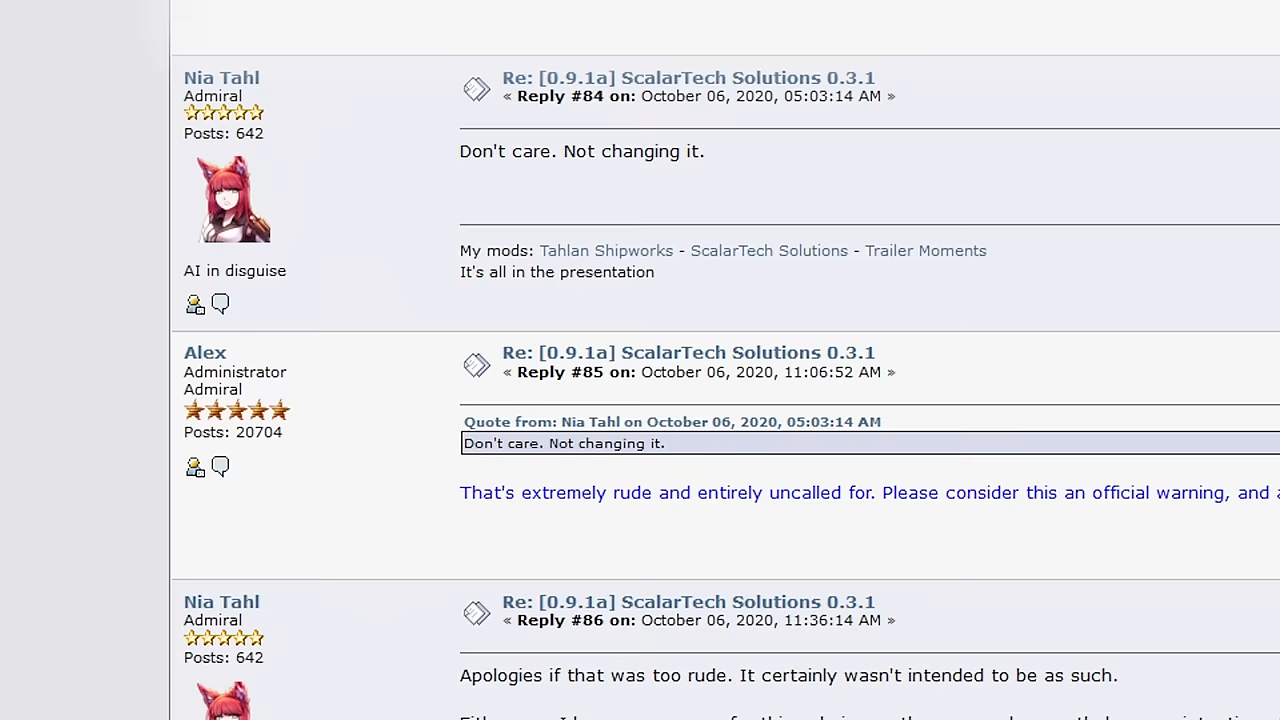 Nia Tahl
Admiral
Posts: 642
AI in disguise
Re: [0.9.1a] ScalarTech Solutions 0.3.1
« Reply #84 on: October 06, 2020, 05:03:14 AM »
Don't care. Not changing it.
My mods: Tahlan Shipworks - ScalarTech Solutions - Trailer Moments
It's all in the presentation
Alex
Administrator
Admiral
Posts: 20704
Re: [0.9.1a] ScalarTech Solutions 0.3.1
« Reply #85 on: October 06, 2020, 11:06:52 AM »
Quote from: Nia Tahl on October 06, 2020, 05:03:14 AM
Don't care. Not changing it.
That's extremely rude and entirely uncalled for. Please consider this an official warning, and
Nia Tahl
Admiral
Posts: 642
Re: [0.9.1a] ScalarTech Solutions 0.3.1
« Reply #86 on: October 06, 2020, 11:36:14 AM »
Apologies if that was too rude. It certainly wasn't intended to be as such.